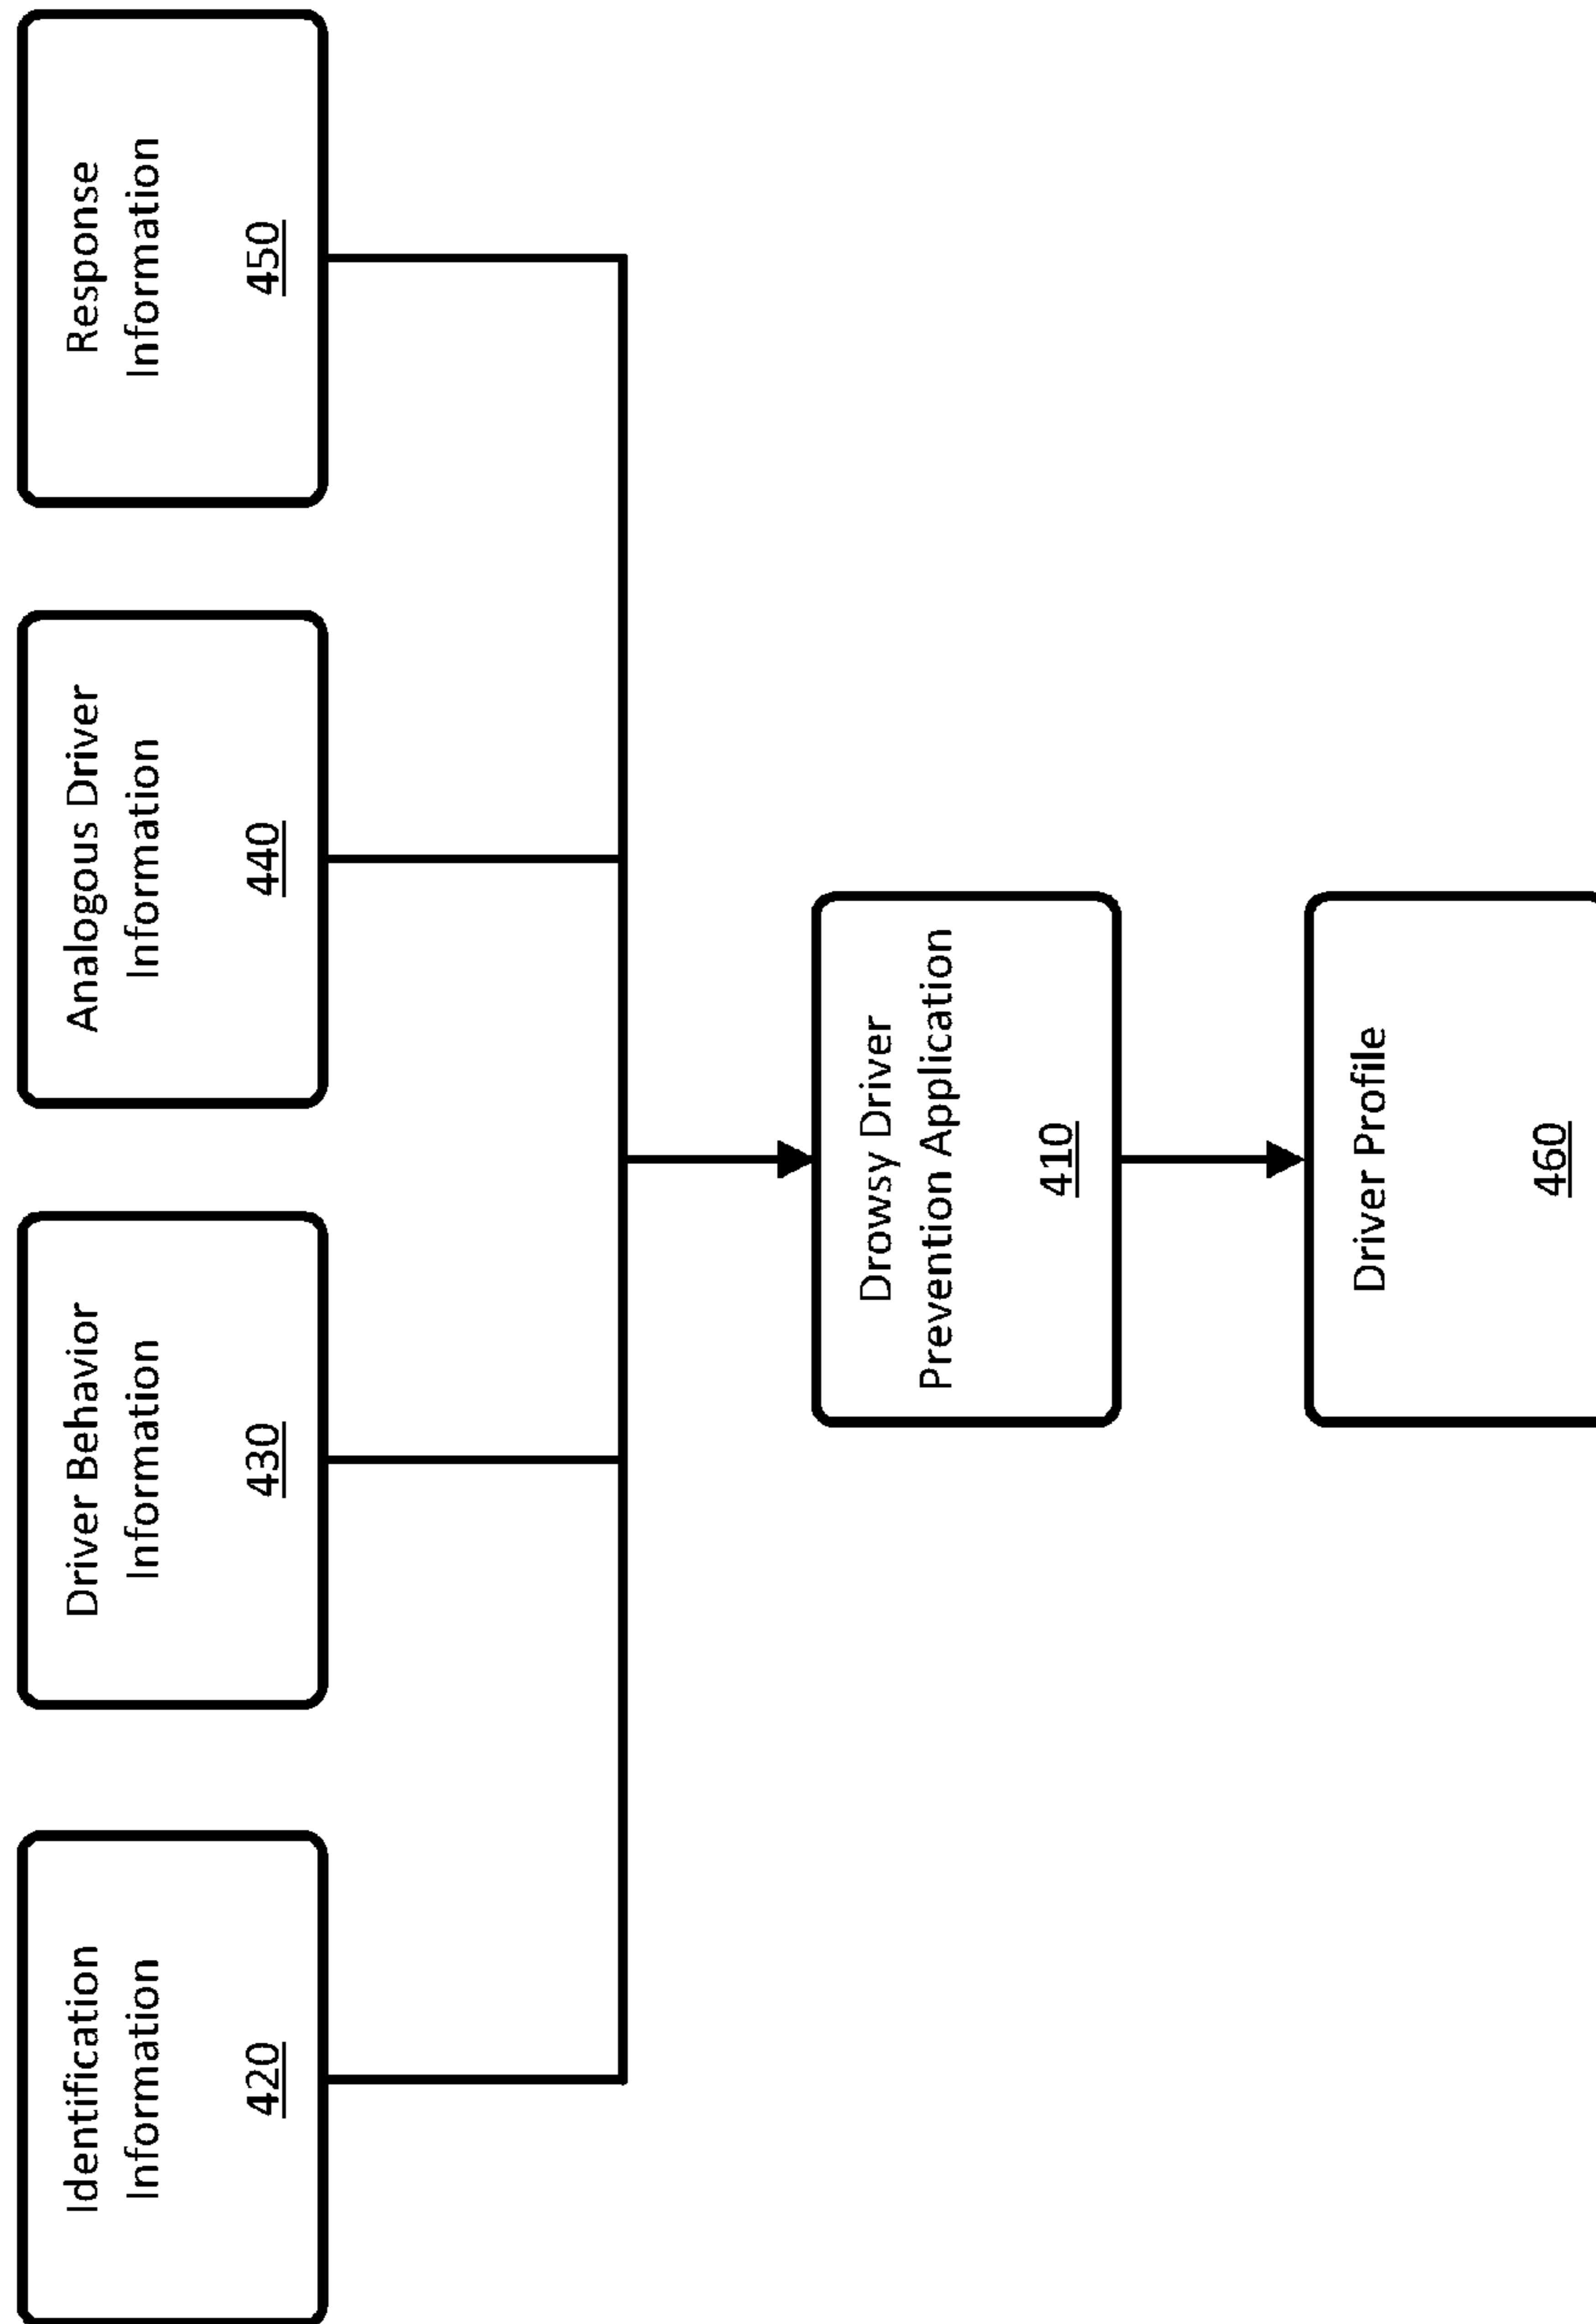 Identification
Information
420
Driver Behavior
Information
430
Analogous Driver
Information
440
Response
Information
450
Drowsy Driver
Prevention Application
410
Driver Profile
460